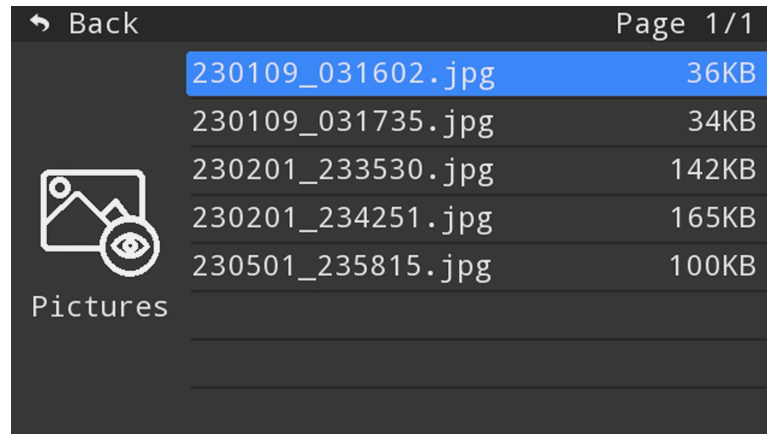 Back Page 1/1
230109_031602.jpg 36KB
230109_031735.jpg 34KB
230201_233530.jpg 142KB
230201_234251.jpg 165KB
230501_235815.jpg 100KB
Pictures